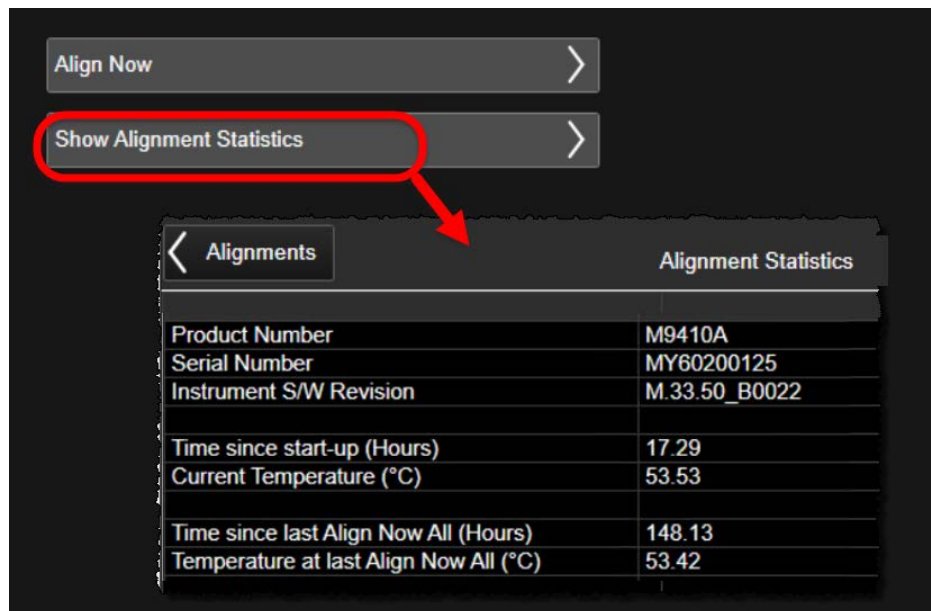 Align Now
Show Alignment Statistics
Alignments Alignment Statistics
Product Number M9410A
Serial Number MY60200125
Instrument S/W Revision M.33.50_B0022
Time since start-up (Hours) 17.29
Current Temperature (°C) 53.53
Time since last Align Now All (Hours) 148.13
Temperature at last Align Now All (°C) 53.42